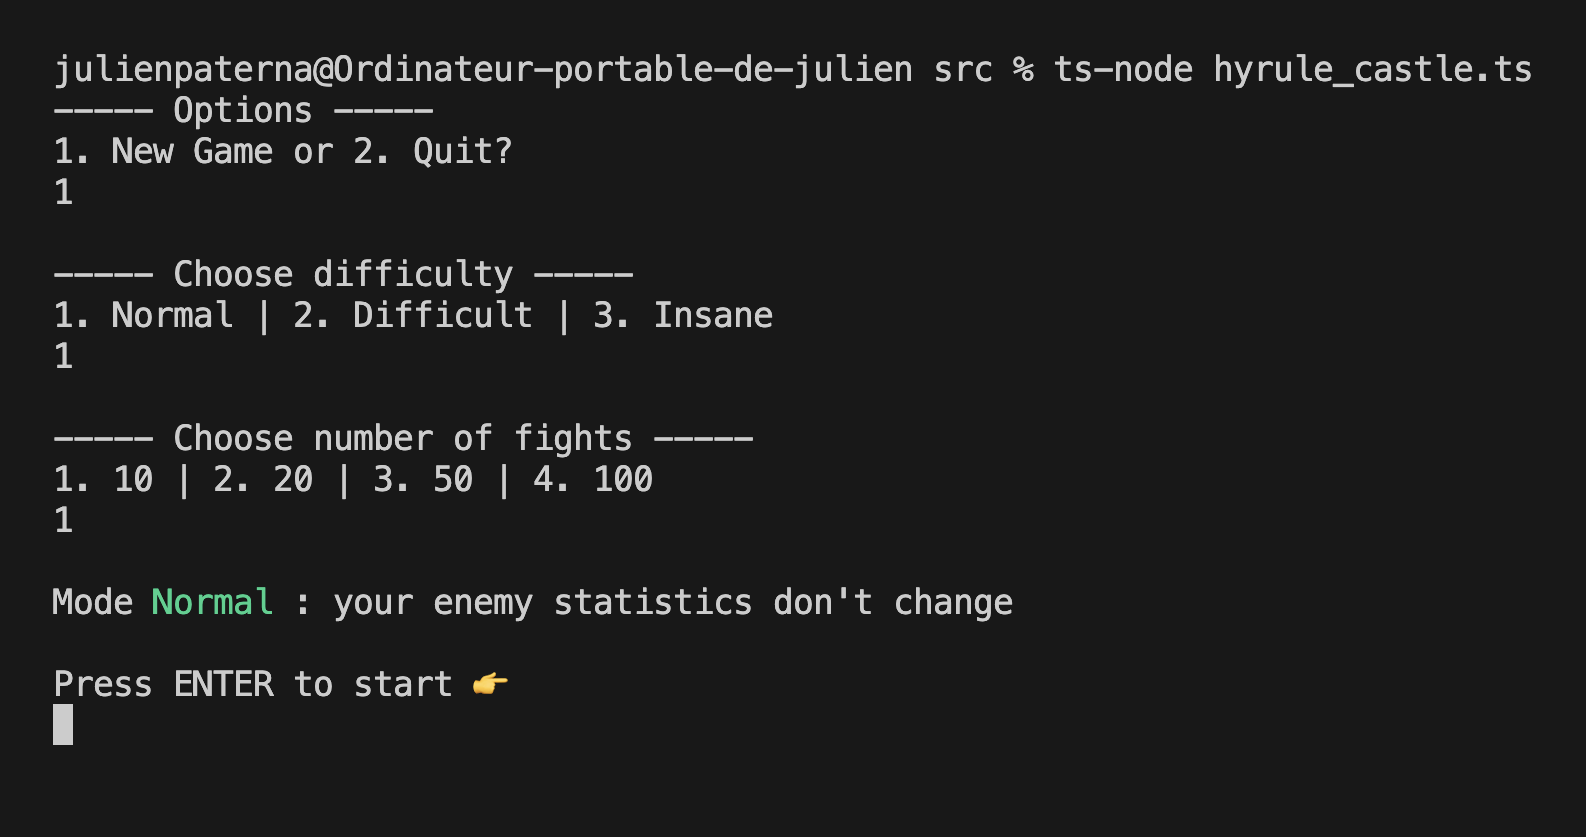 julienpaterna@Ordinateur-portable-de-julien src % ts-node hyrule_castle.ts
----- Options -----
1. New Game or 2. Quit?
1
----- Choose difficulty -----
1. Normal | 2. Difficult | 3. Insane
1
----- Choose number of fights -----
1. 10 | 2. 20 | 3. 50 | 4. 100
1
Mode Normal : your enemy statistics don't change
Press ENTER to start 👉